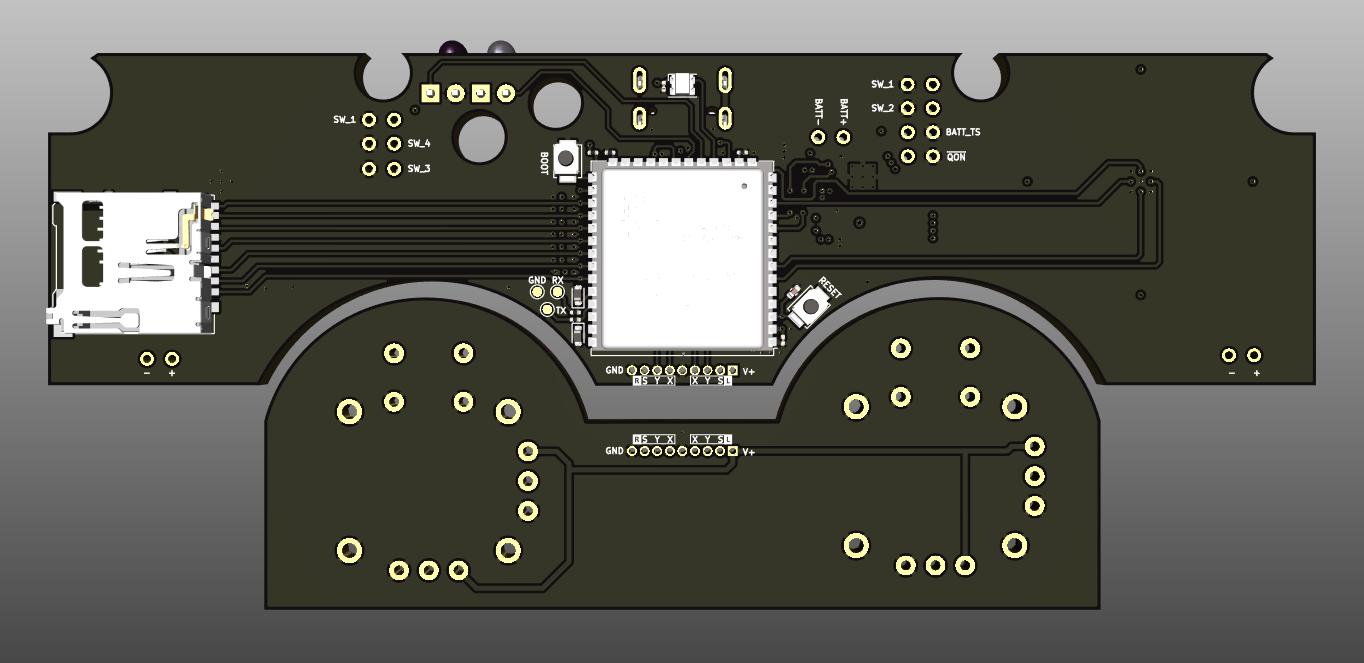 SW_1
SW_4
SW_3
BOOT
BATT-
BATT+
SW_1
SW_2
BATT_TS
QON
GND RX
TX
RESET
- +
- +
GND
V+
R S Y X
X Y S L
R S Y X
X Y S L
GND
V+